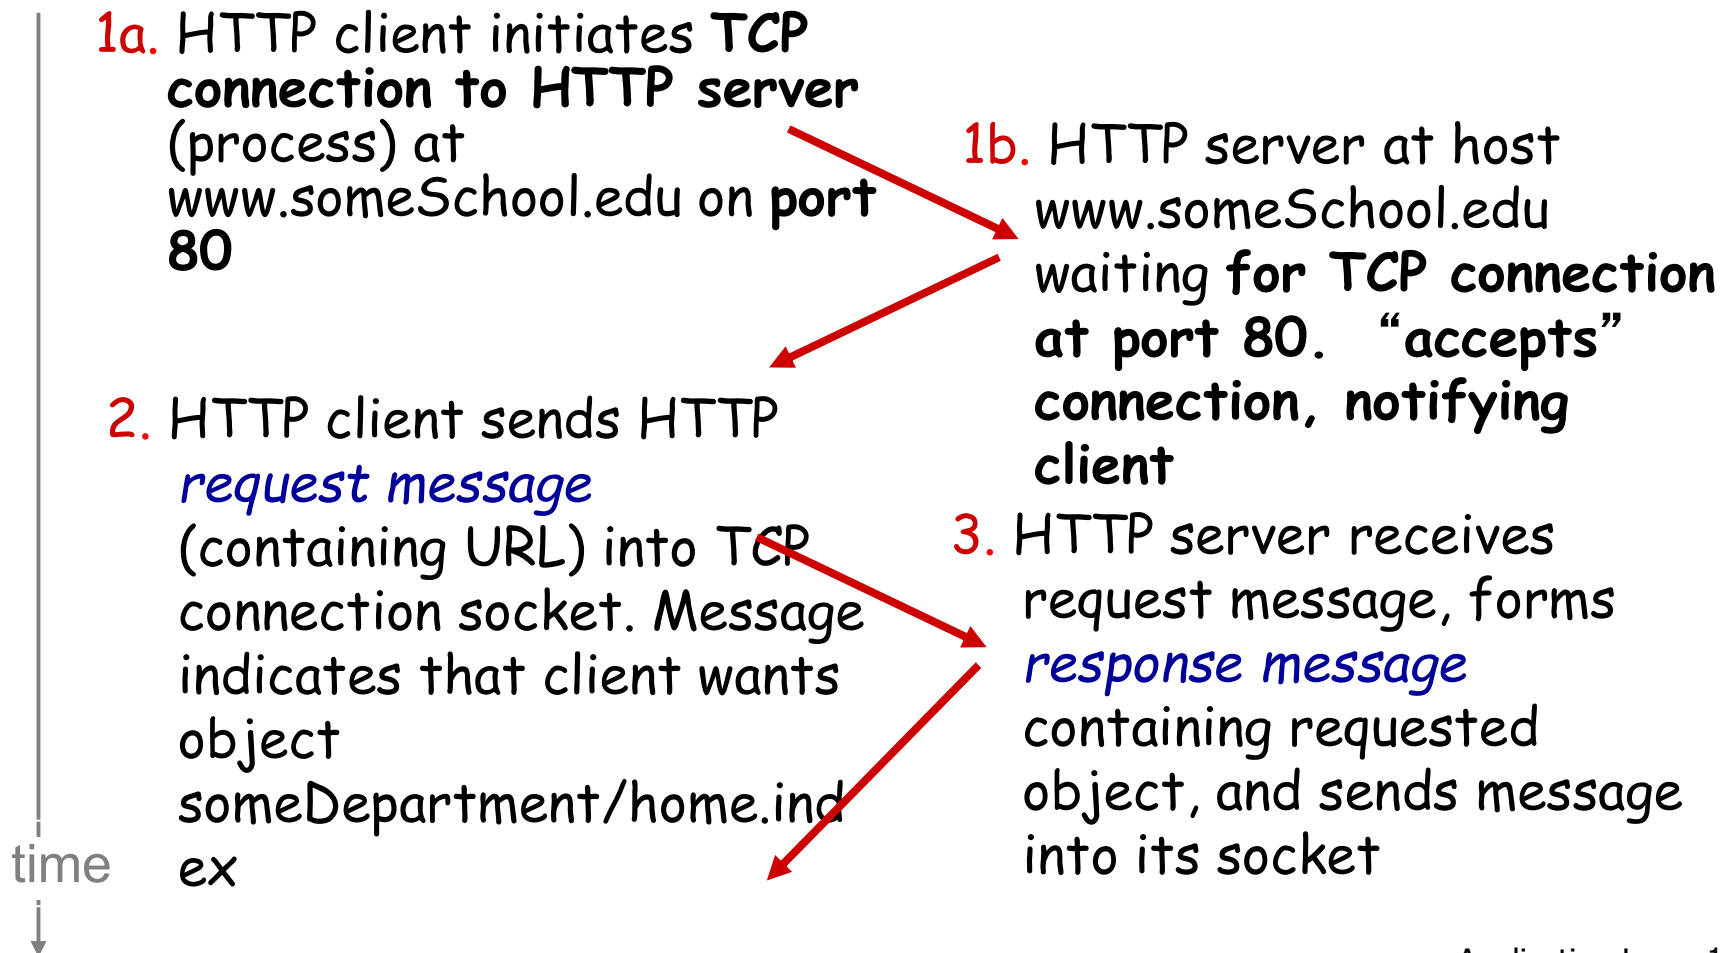 1a. HTTP client initiates TCP
connection to HTTP server
(process) at
www.someSchool.edu on port
80
1b. HTTP server at host
www.someSchool.edu
waiting for TCP connection
at port 80. “accepts”
connection, notifying
client
2. HTTP client sends HTTP
request message
(containing URL) into TCP
connection socket. Message
indicates that client wants
object
someDepartment/home.ind
ex
3. HTTP server receives
request message, forms
response message
containing requested
object, and sends message
into its socket
time